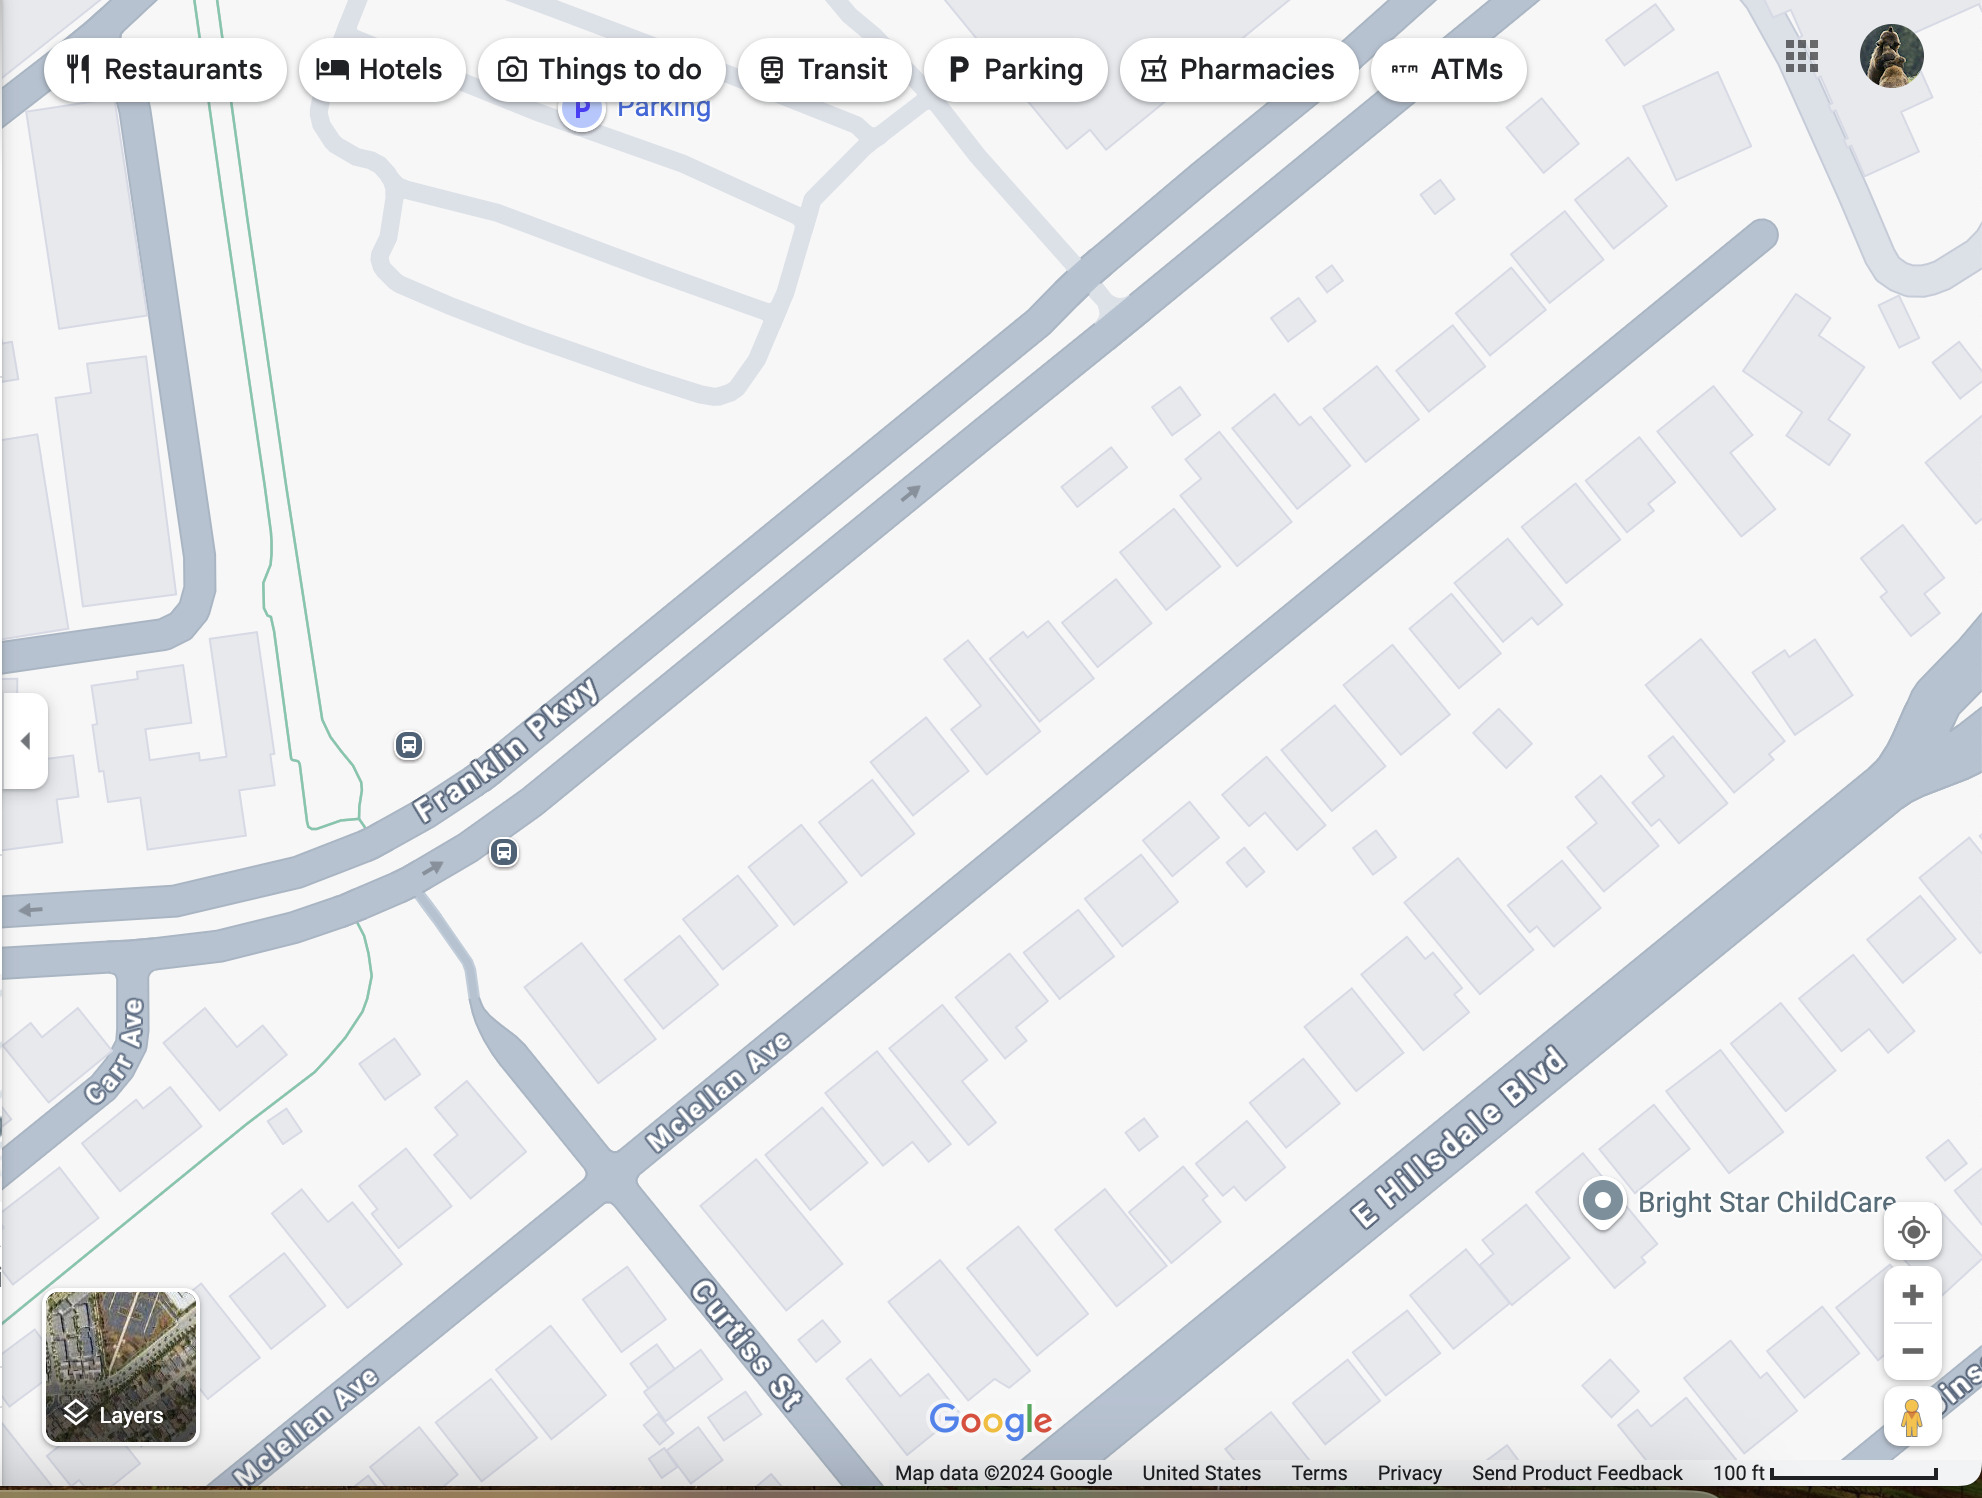 Restaurants
Hotels
Things to do
Transit
P Parking
Pharmacies
ATM ATMs
P Parking
Franklin Pkwy
Carr Ave
Mclellan Ave
E Hillsdale Blvd
Bright Star ChildCare
Curtiss St
Mclellan Ave
Layers
Google
Map data ©2024 Google United States Terms Privacy Send Product Feedback 100 ft